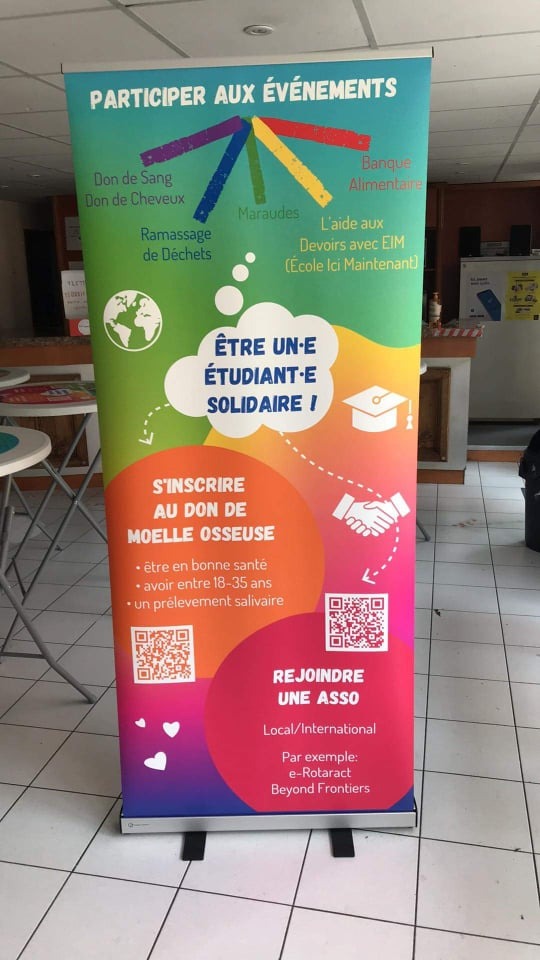 PARTICIPER AUX ÉVÉNEMENTS
Don de Sang
Don de Cheveux
Ramassage
de Déchets
Maraudes
L'aide aux
Devoirs avec EIM
(École Ici Maintenant)
Banque
Alimentaire
ÊTRE UN·E
ÉTUDIANT·E
SOLIDAIRE !
S'INSCRIRE
AU DON DE
MOELLE OSSEUSE
• être en bonne santé
• avoir entre 18-35 ans
• un prélevement salivaire
REJOINDRE
UNE ASSO
Local/International
Par exemple:
e-Rotaract
Beyond Frontiers